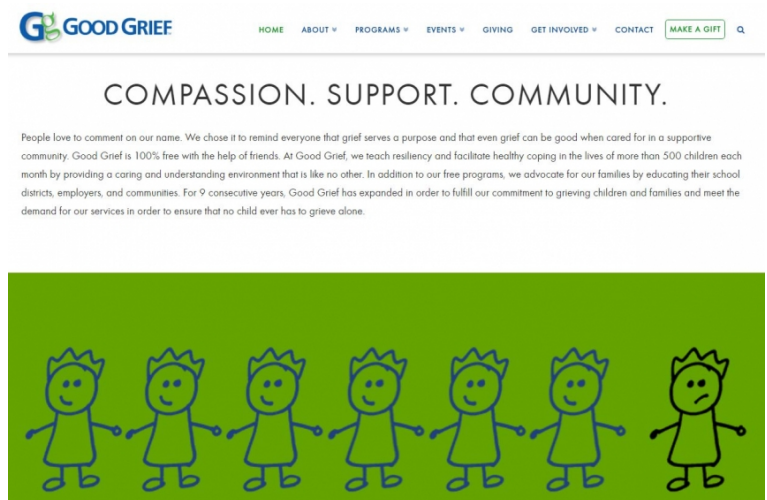 Gg GOOD GRIEF
HOME ABOUT PROGRAMS EVENTS GIVING GET INVOLVED CONTACT MAKE A GIFT
COMPASSION. SUPPORT. COMMUNITY.
People love to comment on our name. We chose it to remind everyone that grief serves a purpose and that even grief can be good when cared for in a supportive
community. Good Grief is 100% free with the help of friends. At Good Grief, we teach resiliency and facilitate healthy coping in the lives of more than 500 children each
month by providing a caring and understanding environment that is like no other. In addition to our free programs, we advocate for our families by educating their school
districts, employers, and communities. For 9 consecutive years, Good Grief has expanded in order to fulfill our commitment to grieving children and families and meet the
demand for our services in order to ensure that no child ever has to grieve alone.